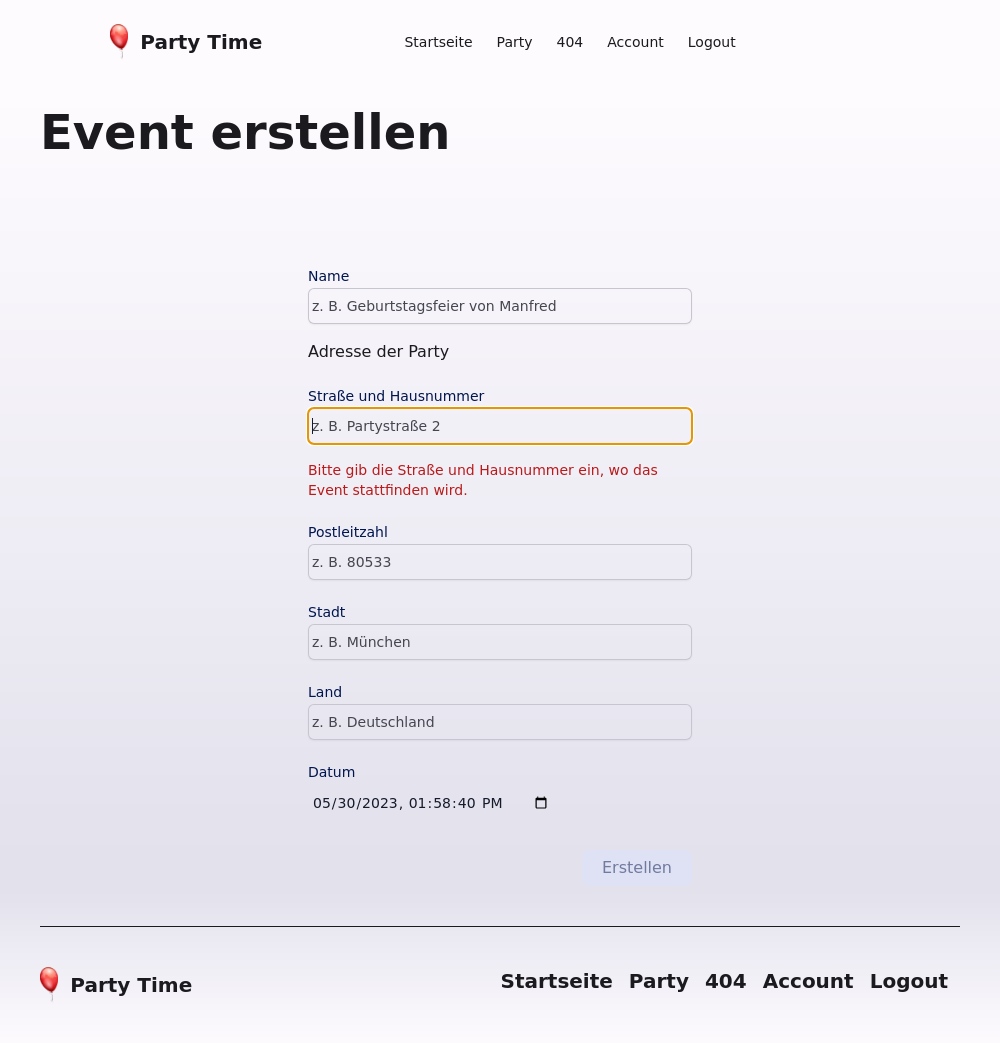 Party Time
Startseite Party 404 Account Logout
Event erstellen
Name
z. B. Geburtstagsfeier von Manfred
Adresse der Party
Straße und Hausnummer
z. B. Partystraße 2
Bitte gib die Straße und Hausnummer ein, wo das
Event stattfinden wird.
Postleitzahl
z. B. 80533
Stadt
z. B. München
Land
z. B. Deutschland
Datum
05/30/2023, 01:58:40 PM
Erstellen
Party Time
Startseite Party 404 Account Logout